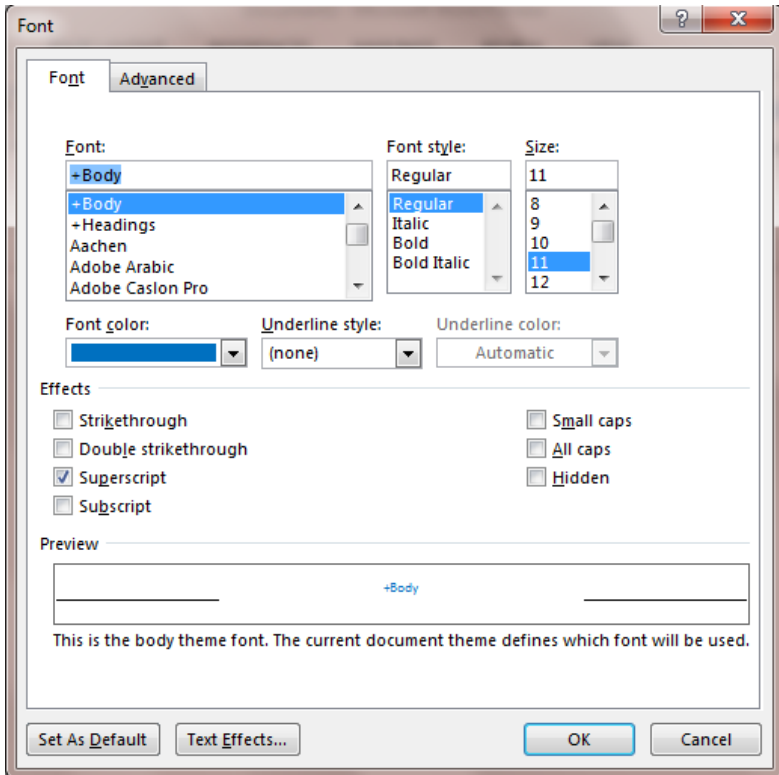 Font
Font Advanced
Font: Font style: Size:
+Body Regular 11
+Body Regular 8
+Headings Italic 9
Aachen Bold 10
Adobe Arabic Bold Italic 11
Adobe Caslon Pro 12
Font color: Underline style: Underline color:
(none) Automatic
Effects
Strikethrough Small caps
Double strikethrough All caps
Superscript Hidden
Subscript
Preview
+Body
This is the body theme font. The current document theme defines which font will be used.
Set As Default Text Effects... OK Cancel